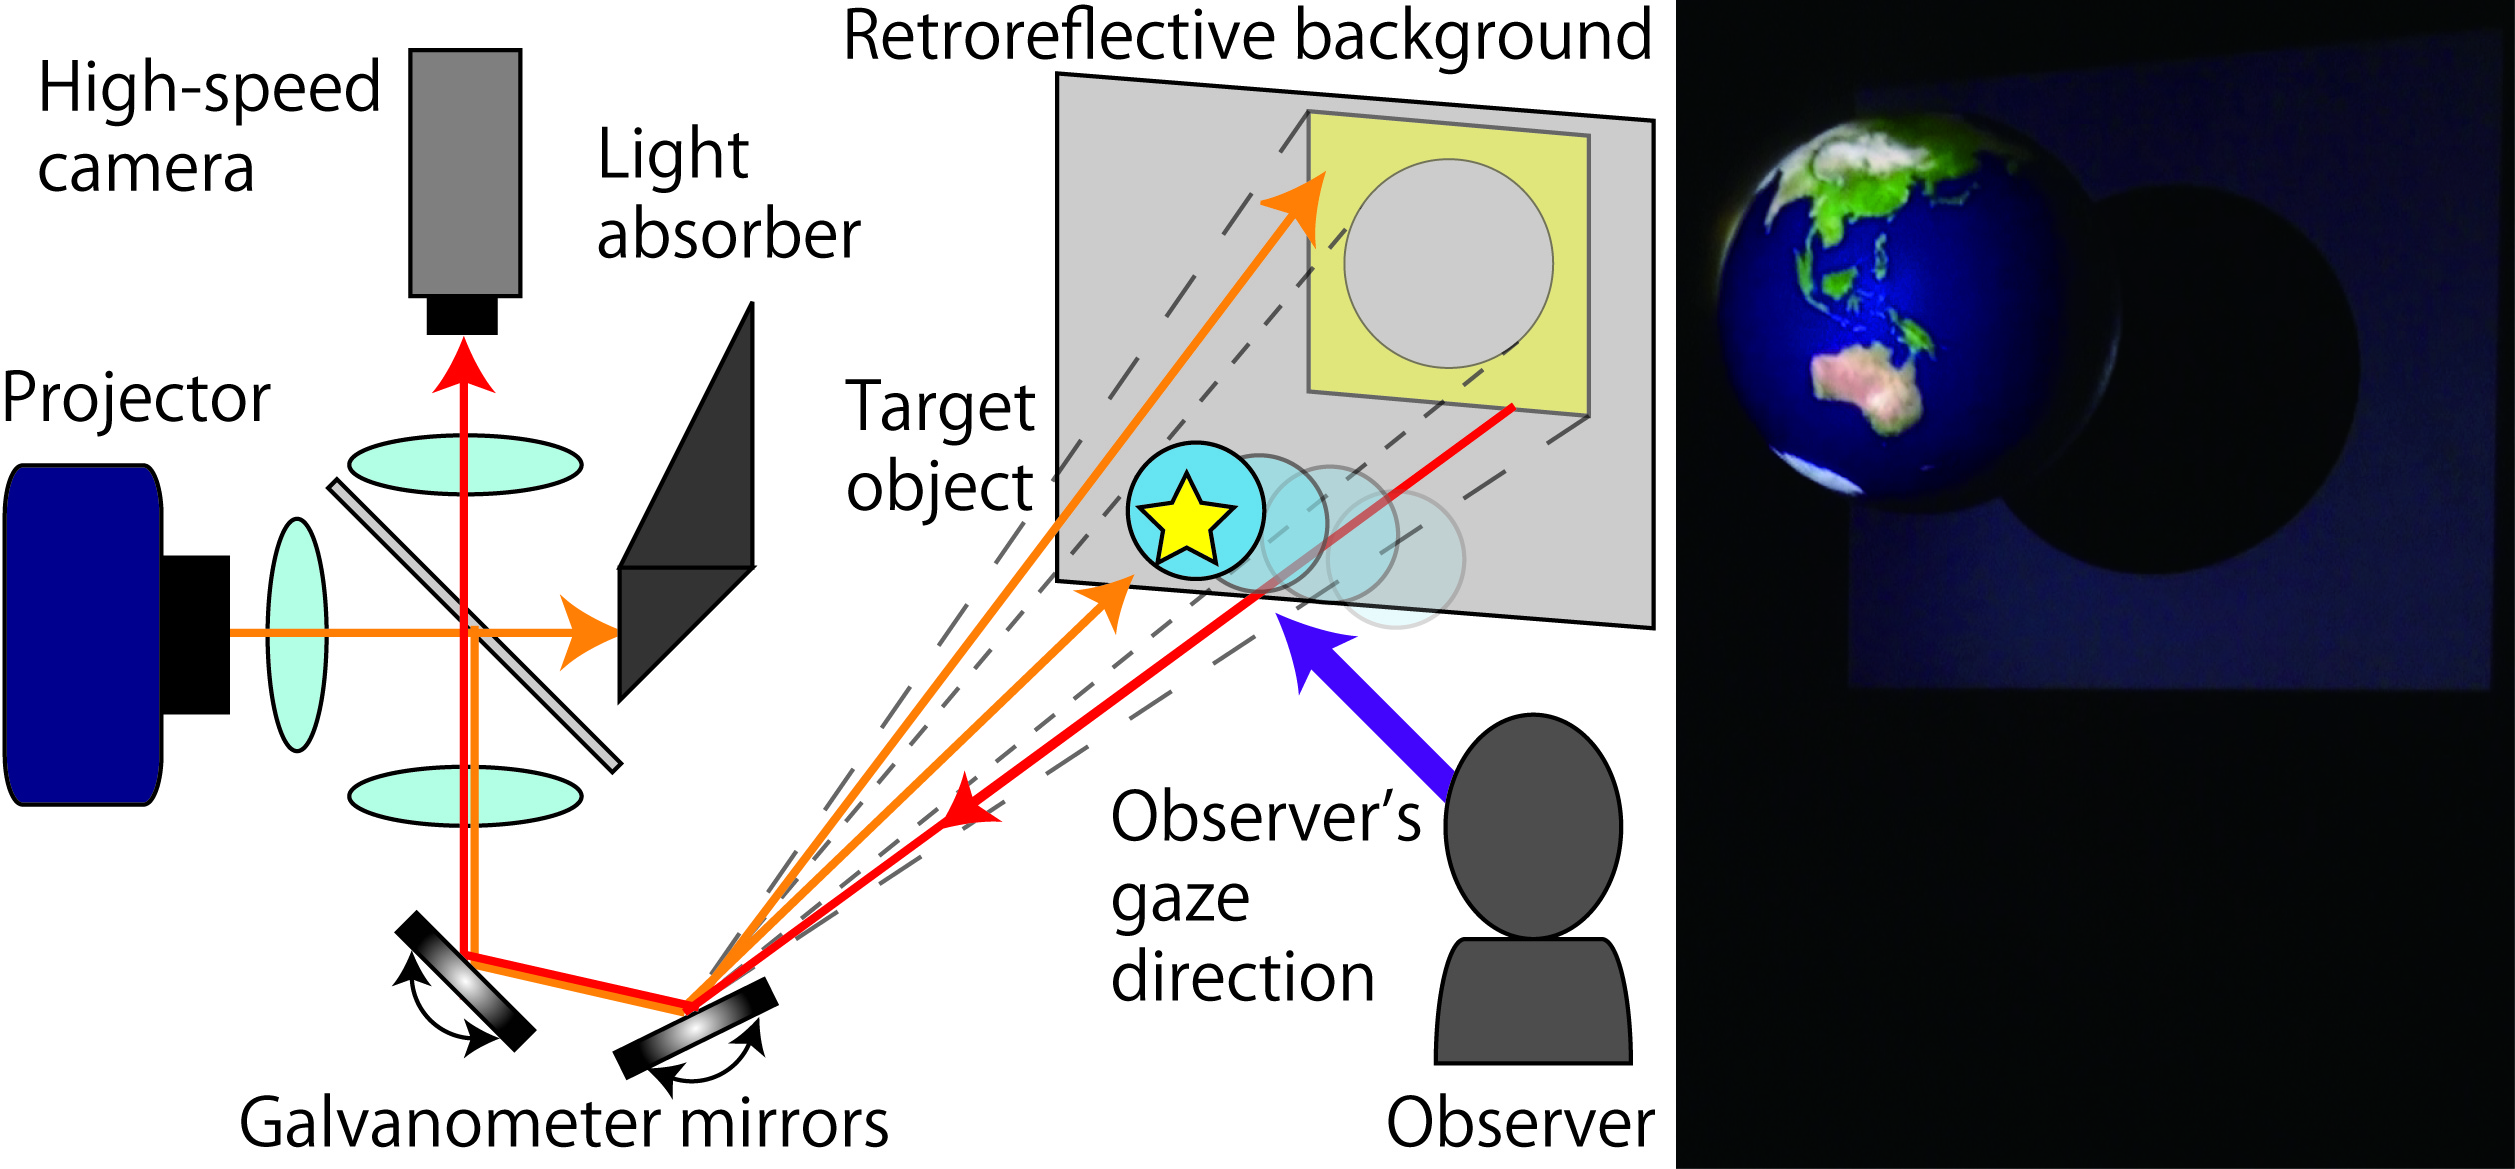 High-speed
camera
Light
absorber
Retroreflective background
Projector
Target
object
Observer’s
gaze
direction
Galvanometer mirrors
Observer